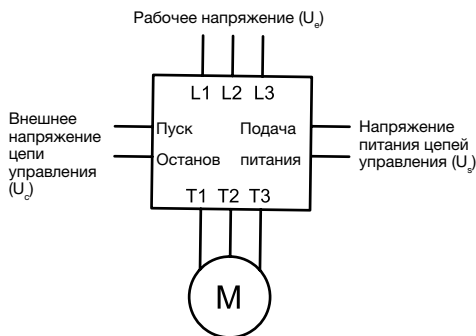 Рабочее напряжение (Uₑ)
L1 L2 L3
Внешнее
напряжение
цепи
управления
(U_c)
Пуск
Останов
Подача
питания
Напряжение
питания цепей
управления (Uₛ)
T1 T2 T3
M